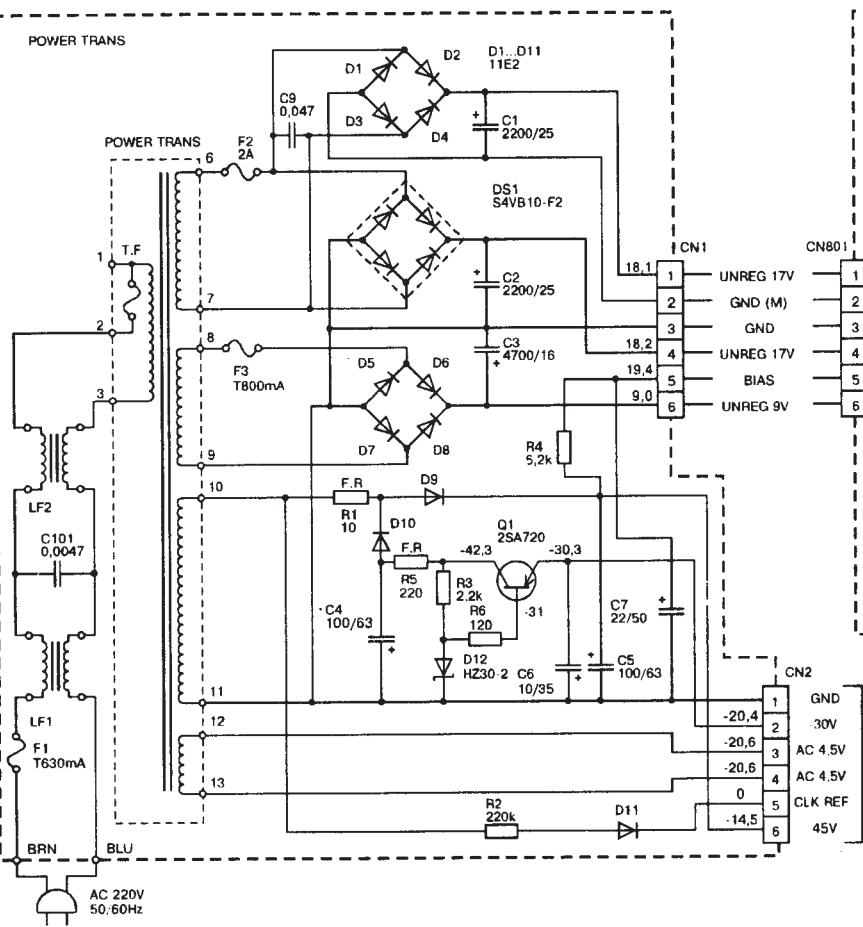 POWER TRANS
D1
D2
D1...D11
11E2
C9
0,047
D3
D4
+
C1
2200/25
POWER TRANS
F2
2A
6
DS1
S4VB10-F2
CN1
CN801
1
T.F
18,1
1
UNREG 17V
1
+
C2
2200/25
2
GND (M)
2
7
3
GND
3
2
8
C3
4700/16
+
18,2
4
UNREG 17V
4
F3
T800mA
D5
D6
19,4
5
BIAS
5
3
9,0
6
UNREG 9V
6
D7
D8
R4
5,2k
9
LF2
10
F.R
D9
R1
10
D10
Q1
2SA720
C101
0,0047
F.R
-42,3
-30,3
R5
220
R3
2,2k
C4
100/63
+
R6
120
-31
C7
22/50
+
D12
HZ30-2
C6
10/35
+
+
C5
100/63
CN2
11
1
GND
LF1
12
-20,4
2
-30V
F1
T630mA
-20,6
3
AC 4,5V
13
-20,6
4
AC 4,5V
R2
220k
D11
0
5
CLK REF
-14,5
6
45V
BRN
BLU
AC 220V
50/60Hz